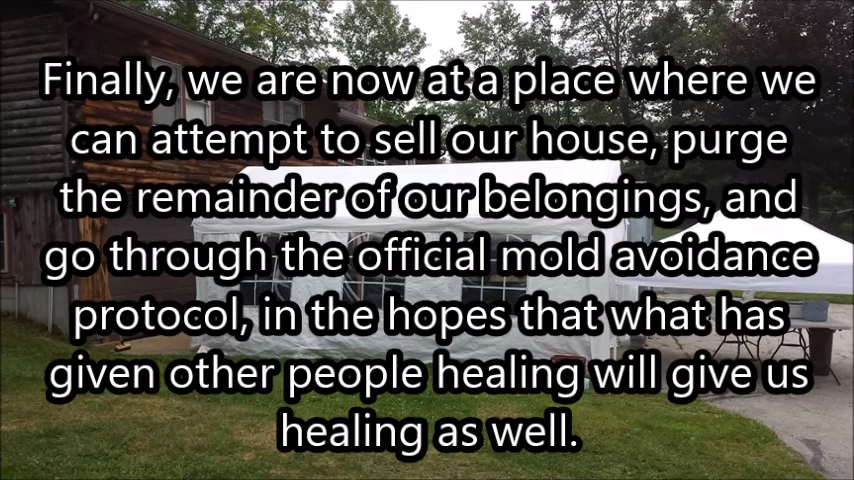 Finally, we are now at a place where we
can attempt to sell our house, purge
the remainder of our belongings, and
go through the official mold avoidance
protocol, in the hopes that what has
given other people healing will give us
healing as well.